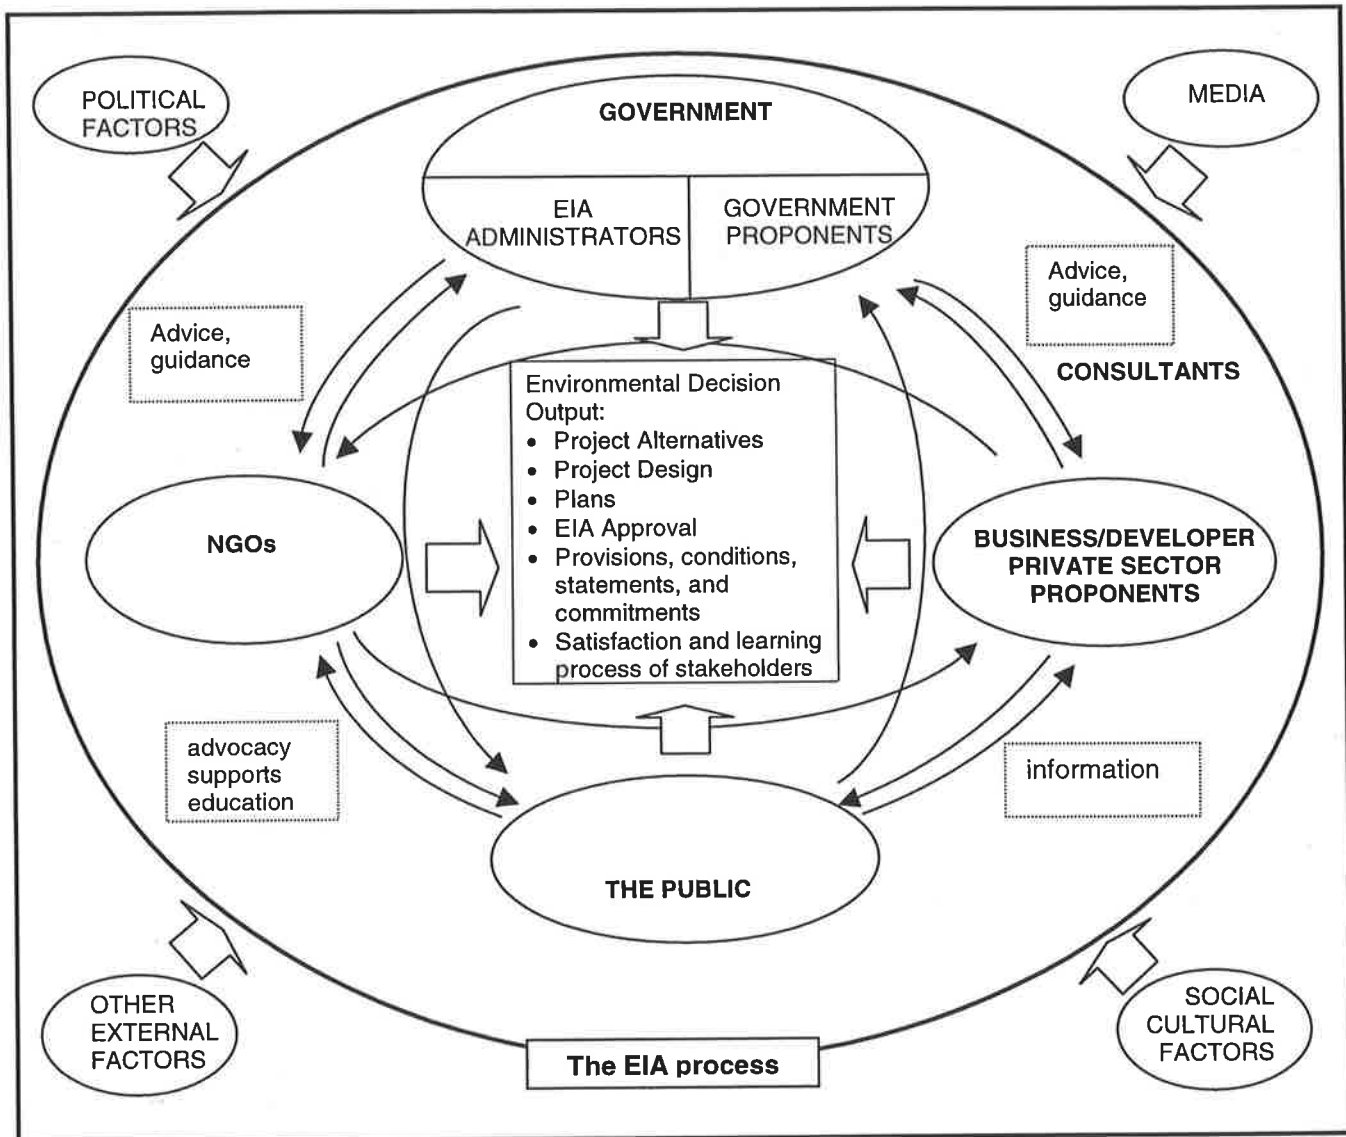 POLITICAL
FACTORS
MEDIA
GOVERNMENT
EIA
ADMINISTRATORS
GOVERNMENT
PROPONENTS
Advice,
guidance
Advice,
guidance
CONSULTANTS
Environmental Decision
Output:
• Project Alternatives
• Project Design
• Plans
• EIA Approval
• Provisions, conditions,
statements, and
commitments
• Satisfaction and learning
process of stakeholders
NGOs
BUSINESS/DEVELOPER
PRIVATE SECTOR
PROPONENTS
advocacy
supports
education
information
THE PUBLIC
OTHER
EXTERNAL
FACTORS
SOCIAL
CULTURAL
FACTORS
The EIA process